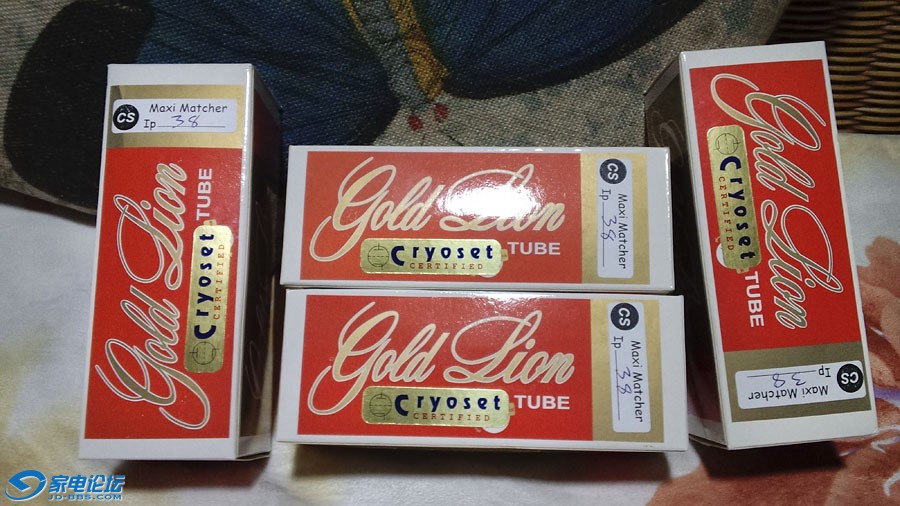 CS Maxi Matcher
Ip 38
Gold Lion
TUBE
Cryoset
CERTIFIED
Gold Lion
TUBE
Cryoset
CERTIFIED
CS Maxi Matcher
Ip 38
Gold Lion
TUBE
Cryoset
CERTIFIED
CS Maxi Matcher
Ip 38
Gold Lion
TUBE
Cryoset
CERTIFIED
CS Maxi Matcher
Ip 38
家电论坛
JD-BBS.COM